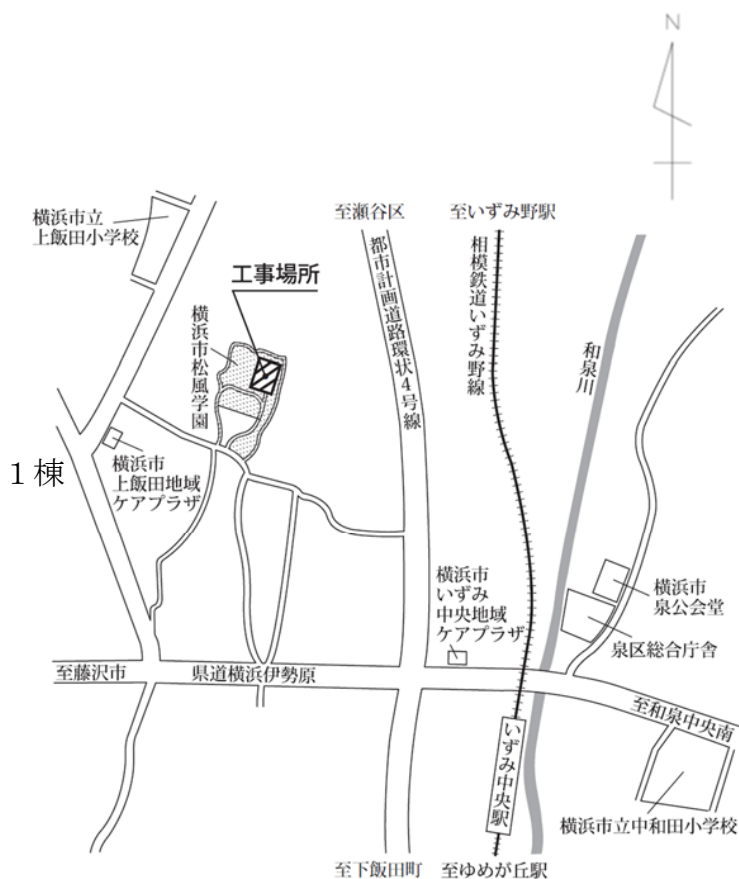 N
横浜市立
上飯田小学校
至瀬谷区
至いずみ野駅
工事場所
都市計画道路環状4号線
相模鉄道いずみ野線
和泉川
横浜市松風学園
1棟
横浜市
上飯田地域
ケアプラザ
横浜市
いずみ
中央地域
ケアプラザ
横浜市
泉公会堂
泉区総合庁舎
至藤沢市
県道横浜伊勢原
至和泉中央南
いずみ中央駅
横浜市立中和田小学校
至下飯田町
至ゆめが丘駅